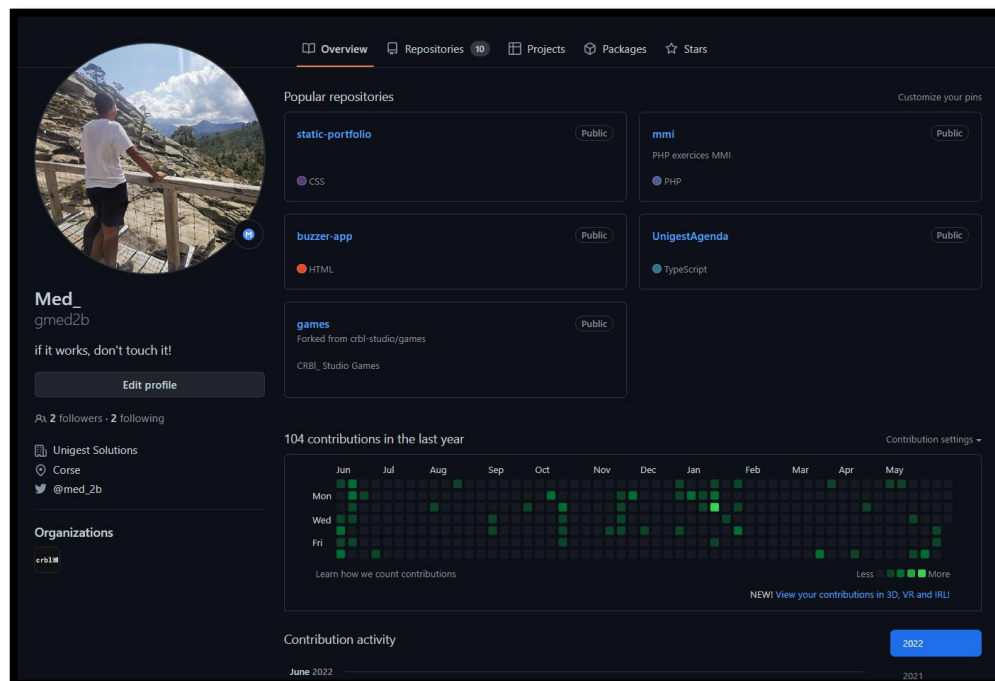 Overview Repositories 10 Projects Packages Stars
Popular repositories Customize your pins
static-portfolio Public
CSS
mmi Public
PHP exercices MMI
PHP
buzzer-app Public
HTML
UnigestAgenda Public
TypeScript
games Public
Forked from crbl-studio/games
CRBl_ Studio Games
Med_
gmed2b
if it works, don't touch it!
Edit profile
2 followers · 2 following
Unigest Solutions
Corse
@med_2b
Organizations
104 contributions in the last year Contribution settings
Jun Jul Aug Sep Oct Nov Dec Jan Feb Mar Apr May
Mon
Wed
Fri
Learn how we count contributions Less More
NEW! View your contributions in 3D, VR and IRL!
Contribution activity 2022
June 2022 2021